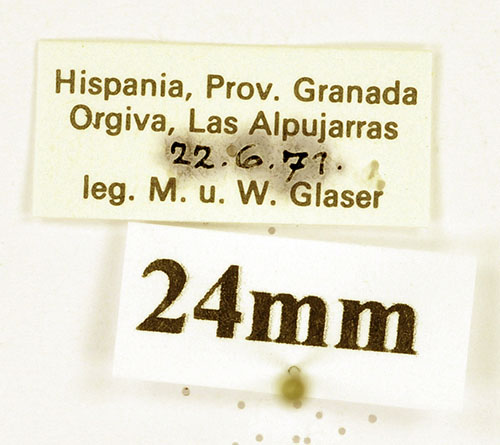 Hispania, Prov. Granada
Orgiva, Las Alpujarras
22.6.71.
leg. M. u. W. Glaser
24mm